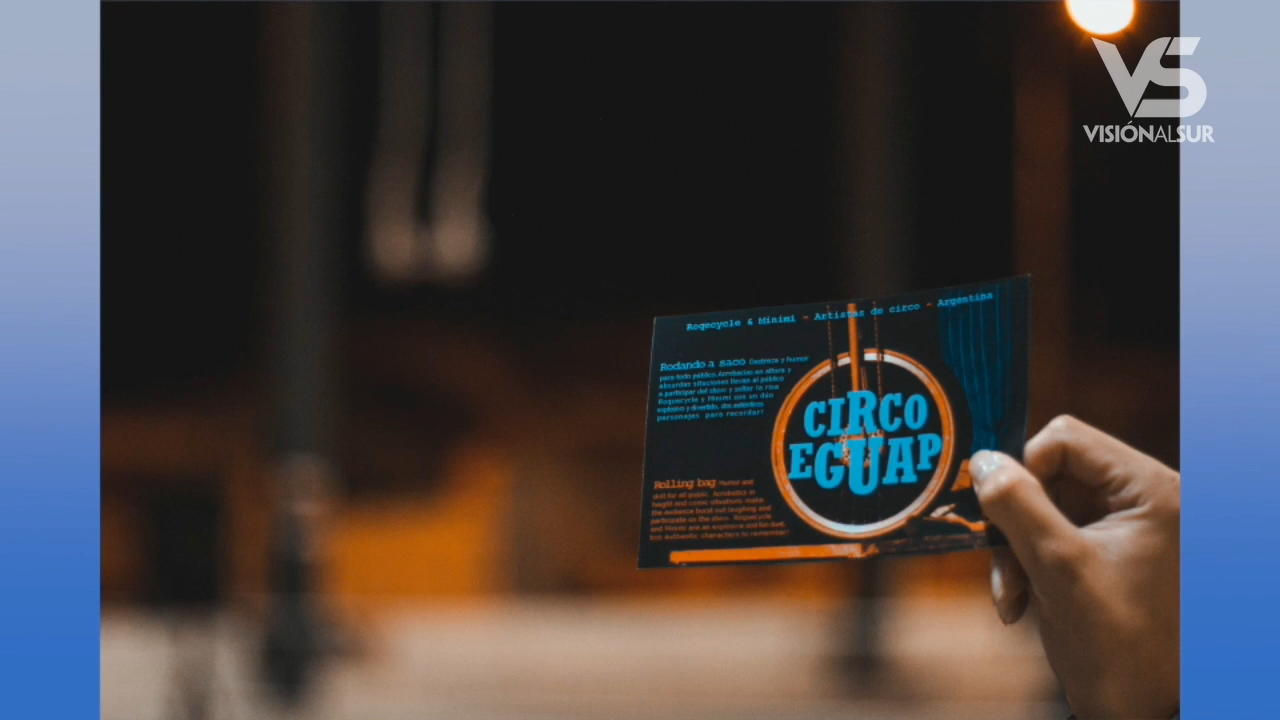 VS
VISIÓNALSUR
Roqecycle & Minimi - Artistas de circo - Argentina
Rodando a saco Destreza y humor
para todo público. Acrobacias en altura y
absurdas situaciones llevan al público
a participar del show y soltar la risa
Roquecycle y Minimi son un dúo
explosivo y divertido, dos auténticos
personajes para recordar!
CIRCO
EGUAP
Rolling bag Humor and
skill for all public. Acrobatics in
height and comic situations make
the audience burst out laughing and
participate on the show. Roquecycle
and Minimi are an explosive and fun duet,
two authentic characters to remember!